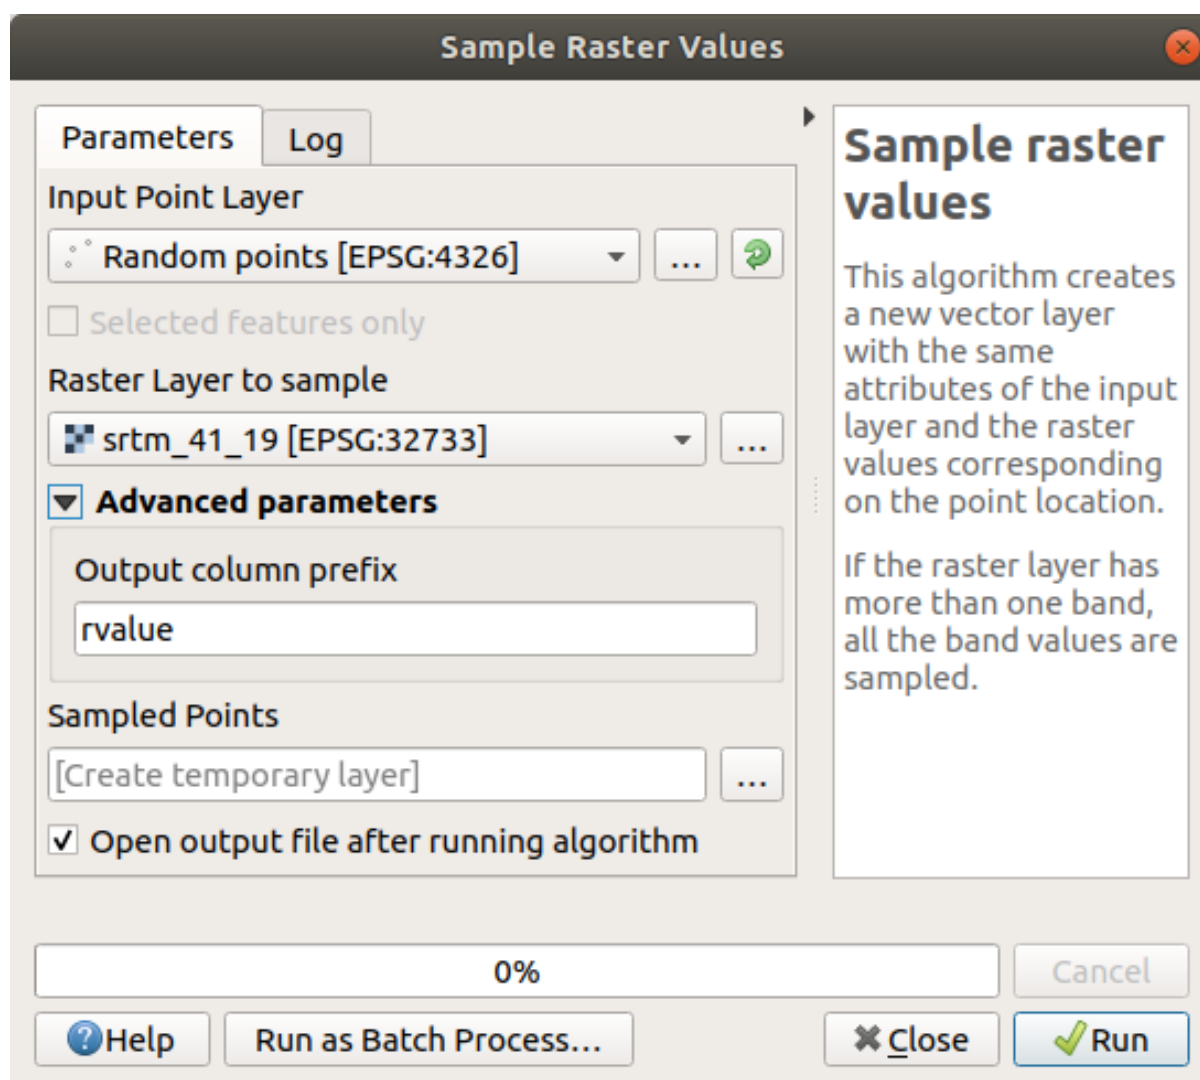 Sample Raster Values
Parameters
Log
Input Point Layer
Random points [EPSG:4326]
...
Selected features only
Raster Layer to sample
srtm_41_19 [EPSG:32733]
...
Advanced parameters
Output column prefix
rvalue
Sampled Points
[Create temporary layer]
...
Open output file after running algorithm
Sample raster
values
This algorithm creates
a new vector layer
with the same
attributes of the input
layer and the raster
values corresponding
on the point location.
If the raster layer has
more than one band,
all the band values are
sampled.
0%
Cancel
Help
Run as Batch Process...
Close
Run